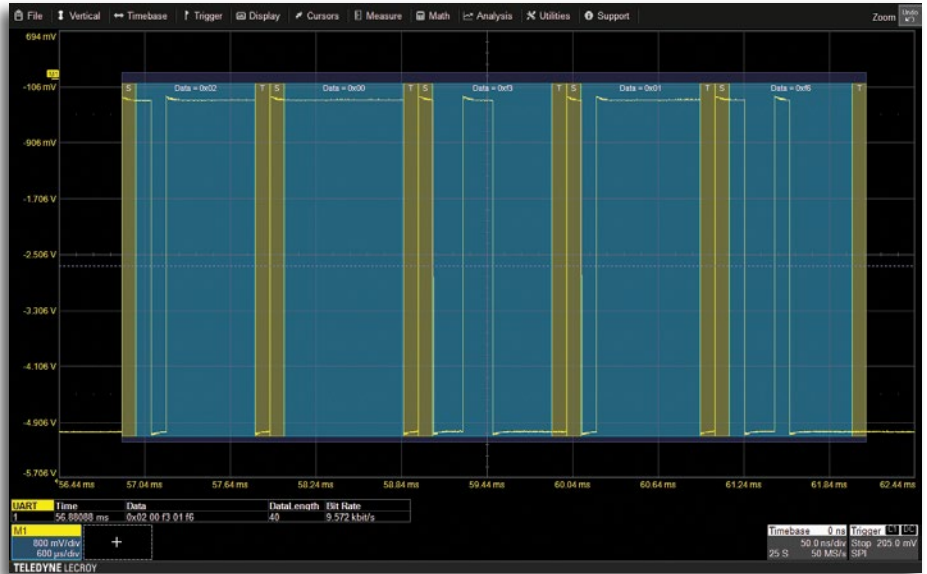 File Vertical Timebase Trigger Display Cursors Measure Math Analysis Utilities Support Zoom Undo
694 mV
M1
-106 mV
S Data = 0x02 T S Data = 0x00 T S Data = 0xf3 T S Data = 0x01 T S Data = 0xf6 T
-906 mV
-1.706 V
-2.506 V
-3.306 V
-4.106 V
-4.906 V
-5.706 V
56.44 ms 57.04 ms 57.64 ms 58.24 ms 58.84 ms 59.44 ms 60.04 ms 60.64 ms 61.24 ms 61.84 ms 62.44 ms
UART Time Data DataLength Bit Rate
1 56.88088 ms 0x02 00 f3 01 f6 40 9.572 kbit/s
M1
800 mV/div
600 µs/div
+
Timebase 0 ns Trigger C1 DC
50.0 ns/div Stop 205.0 mV
25 S 50 MS/s SPI
TELEDYNE LECROY